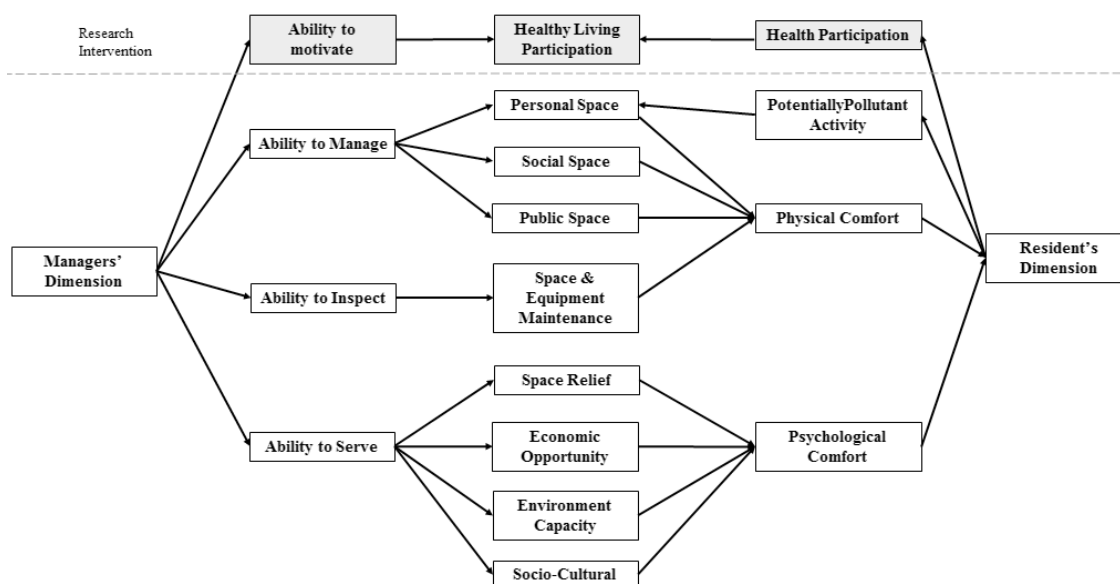 Research
Intervention
Ability to
motivate
Healthy Living
Participation
Health Participation
Personal Space
PotentiallyPollutant
Activity
Ability to Manage
Social Space
Public Space
Physical Comfort
Managers'
Dimension
Resident's
Dimension
Ability to Inspect
Space &
Equipment
Maintenance
Space Relief
Ability to Serve
Economic
Opportunity
Psychological
Comfort
Environment
Capacity
Socio-Cultural